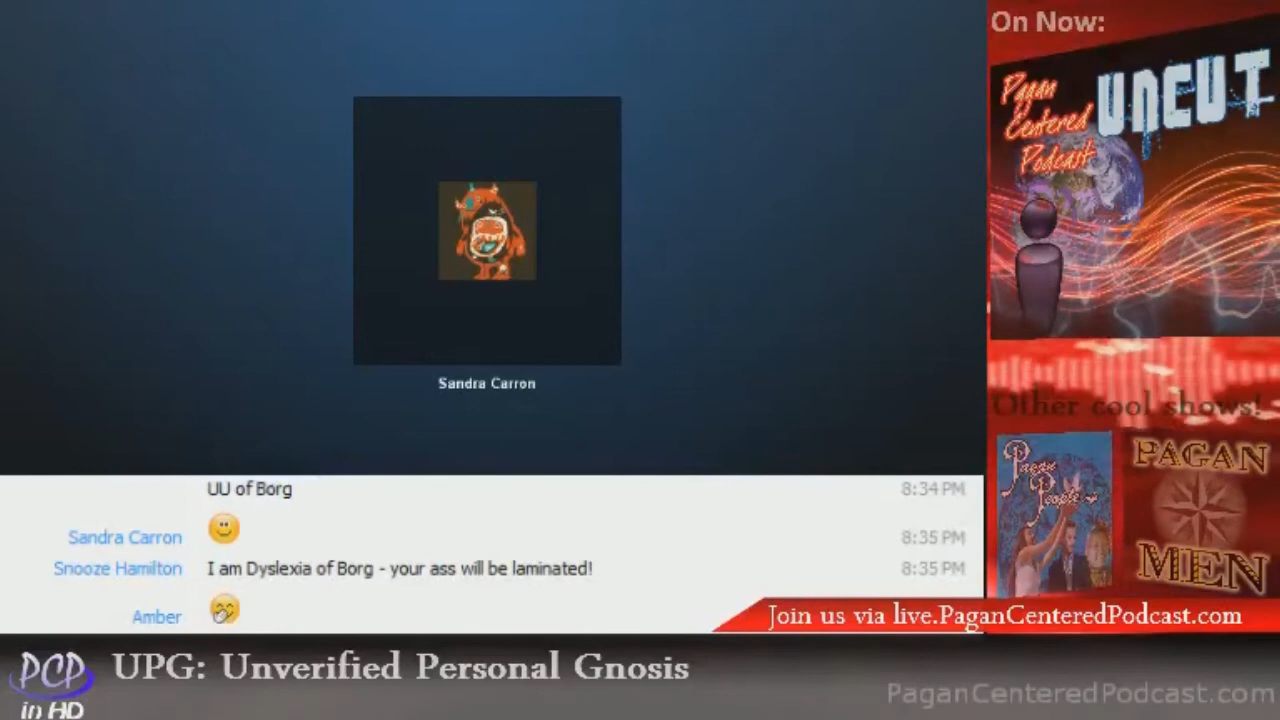 On Now:
Pagan
Centered
Podcast
UNCUT
Sandra Carron
Other cool shows!
Pagan
People
PAGAN
MEN
UU of Borg 8:34 PM
Sandra Carron 8:35 PM
Snooze Hamilton I am Dyslexia of Borg - your ass will be laminated! 8:35 PM
Amber
Join us via live.PaganCenteredPodcast.com
PCP
in HD
UPG: Unverified Personal Gnosis
PaganCenteredPodcast.com